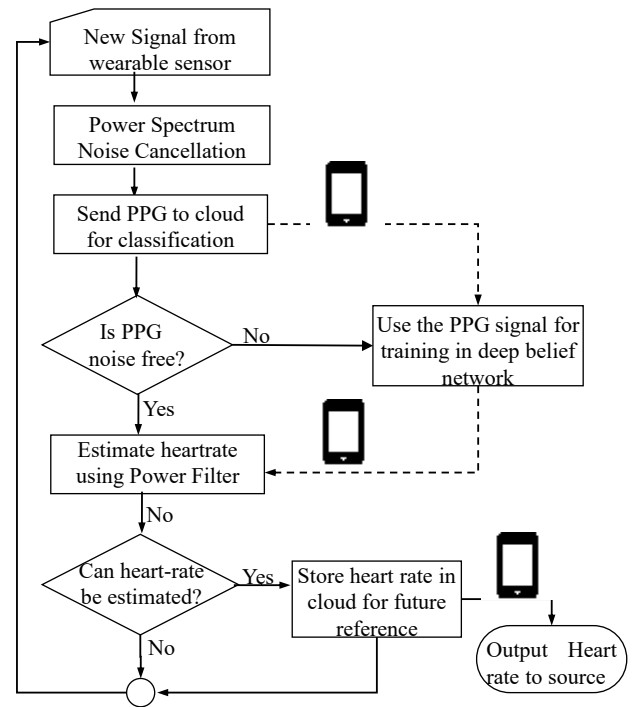 New Signal from
wearable sensor
Power Spectrum
Noise Cancellation
Send PPG to cloud
for classification
Is PPG
noise free?
No
Use the PPG signal for
training in deep belief
network
Yes
Estimate heartrate
using Power Filter
No
Can heart-rate
be estimated?
Yes
Store heart rate in
cloud for future
reference
Output Heart
rate to source
No